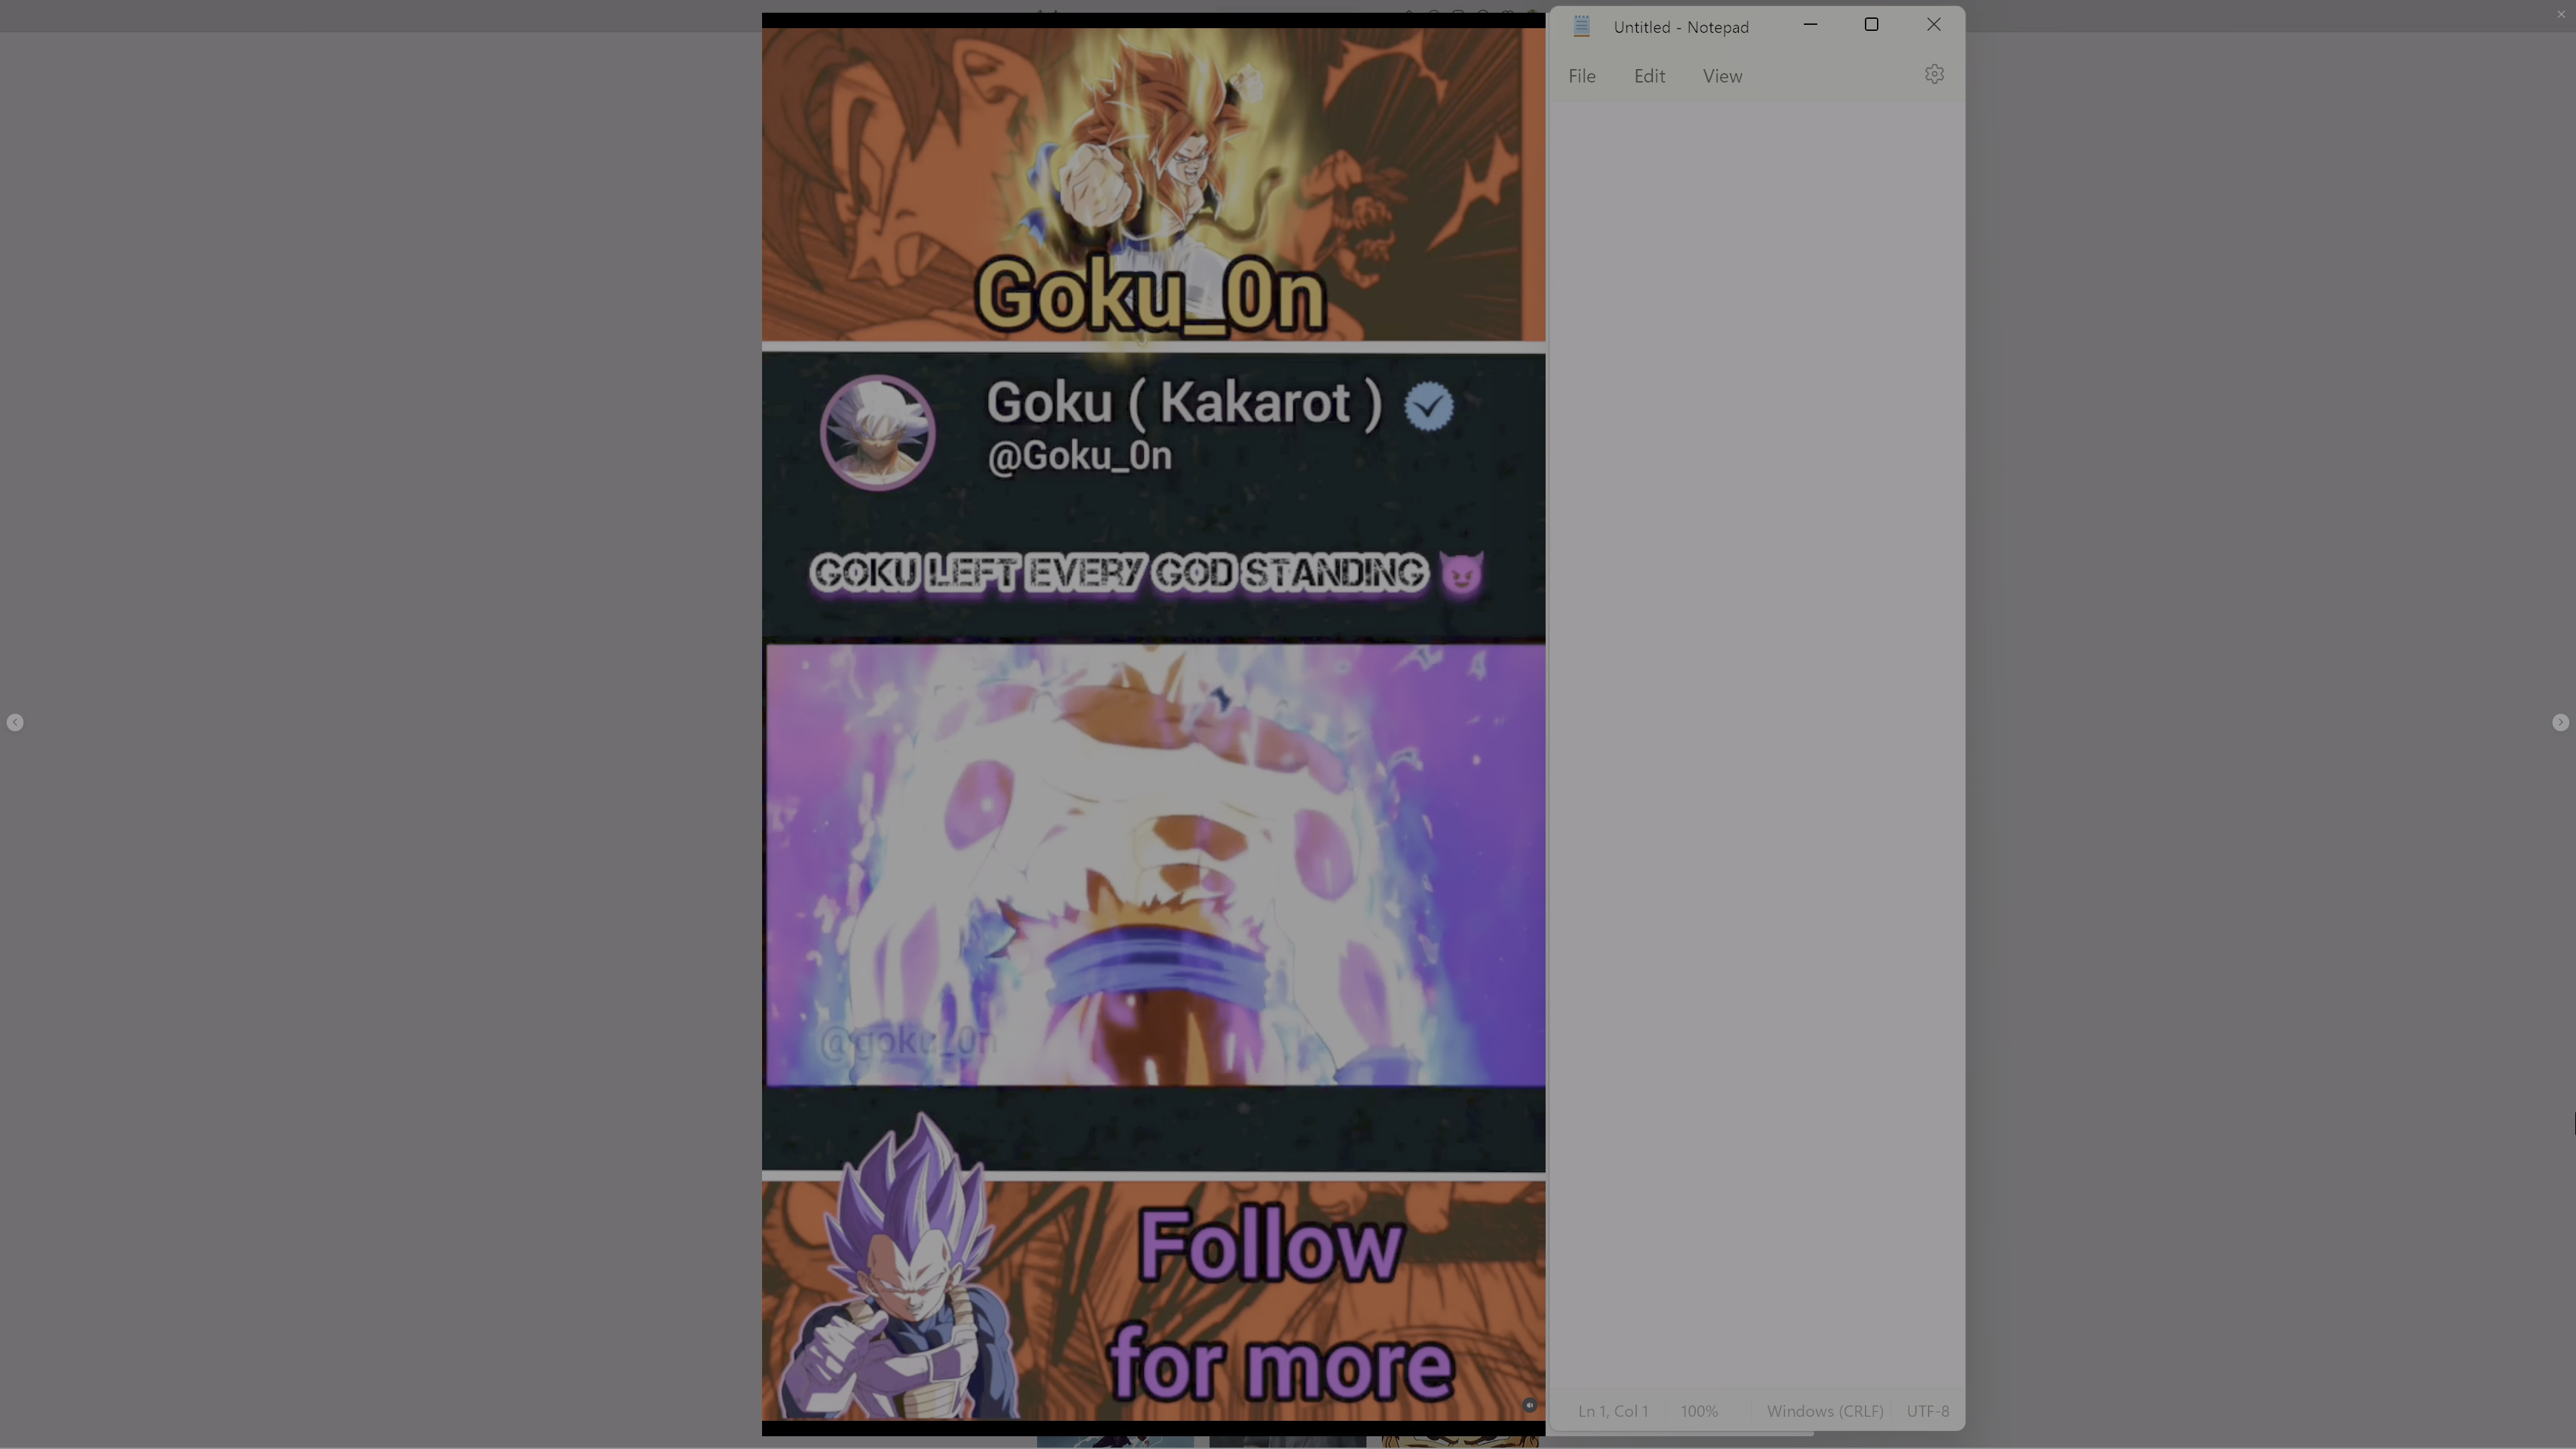 Goku_0n
Goku ( Kakarot )
@Goku_0n
GOKU LEFT EVERY GOD STANDING 😈
@goku_0n
Follow
for more
Untitled - Notepad
File Edit View
Ln 1, Col 1 100% Windows (CRLF) UTF-8